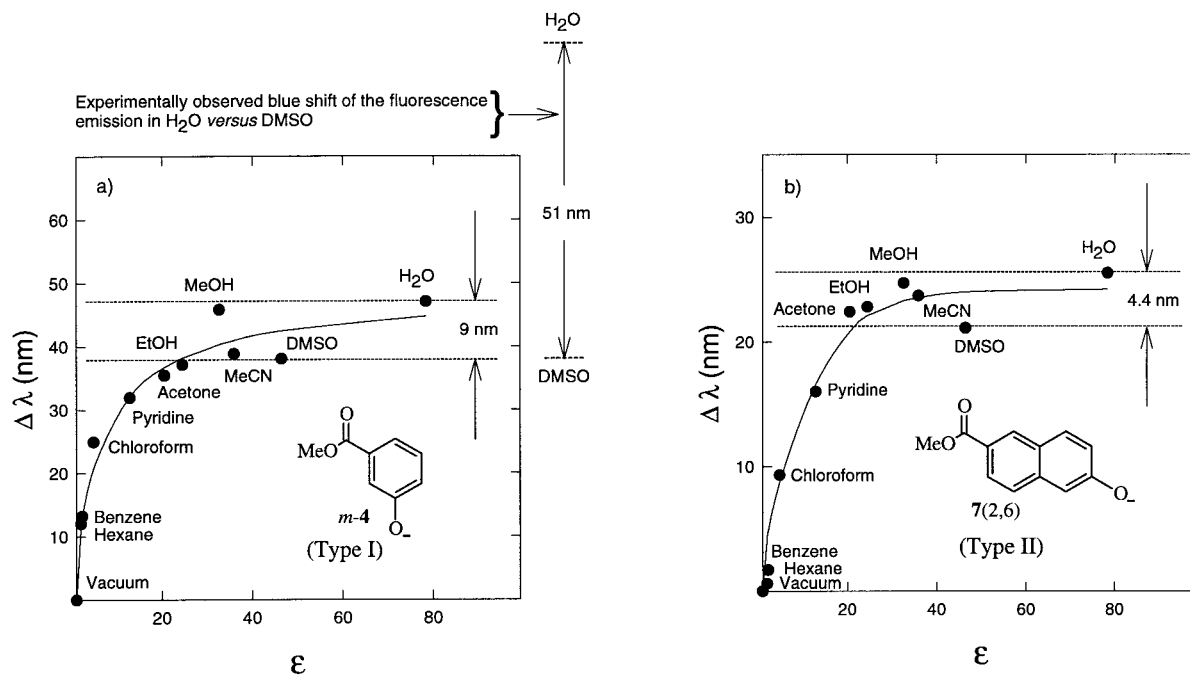 H₂O
Experimentally observed blue shift of the fluorescence
emission in H₂O versus DMSO
a)
60
50
40
30
20
10
Δ λ (nm)
MeOH
H₂O
9 nm
EtOH
DMSO
MeCN
Acetone
Pyridine
Chloroform
Benzene
Hexane
Vacuum
O
MeO
O
–
m-4
(Type I)
20
40
60
80
ε
51 nm
DMSO
b)
30
20
10
Δ λ (nm)
H₂O
MeOH
EtOH
Acetone
MeCN
4.4 nm
DMSO
Pyridine
Chloroform
Benzene
Hexane
Vacuum
O
MeO
O
–
7(2,6)
(Type II)
20
40
60
80
ε